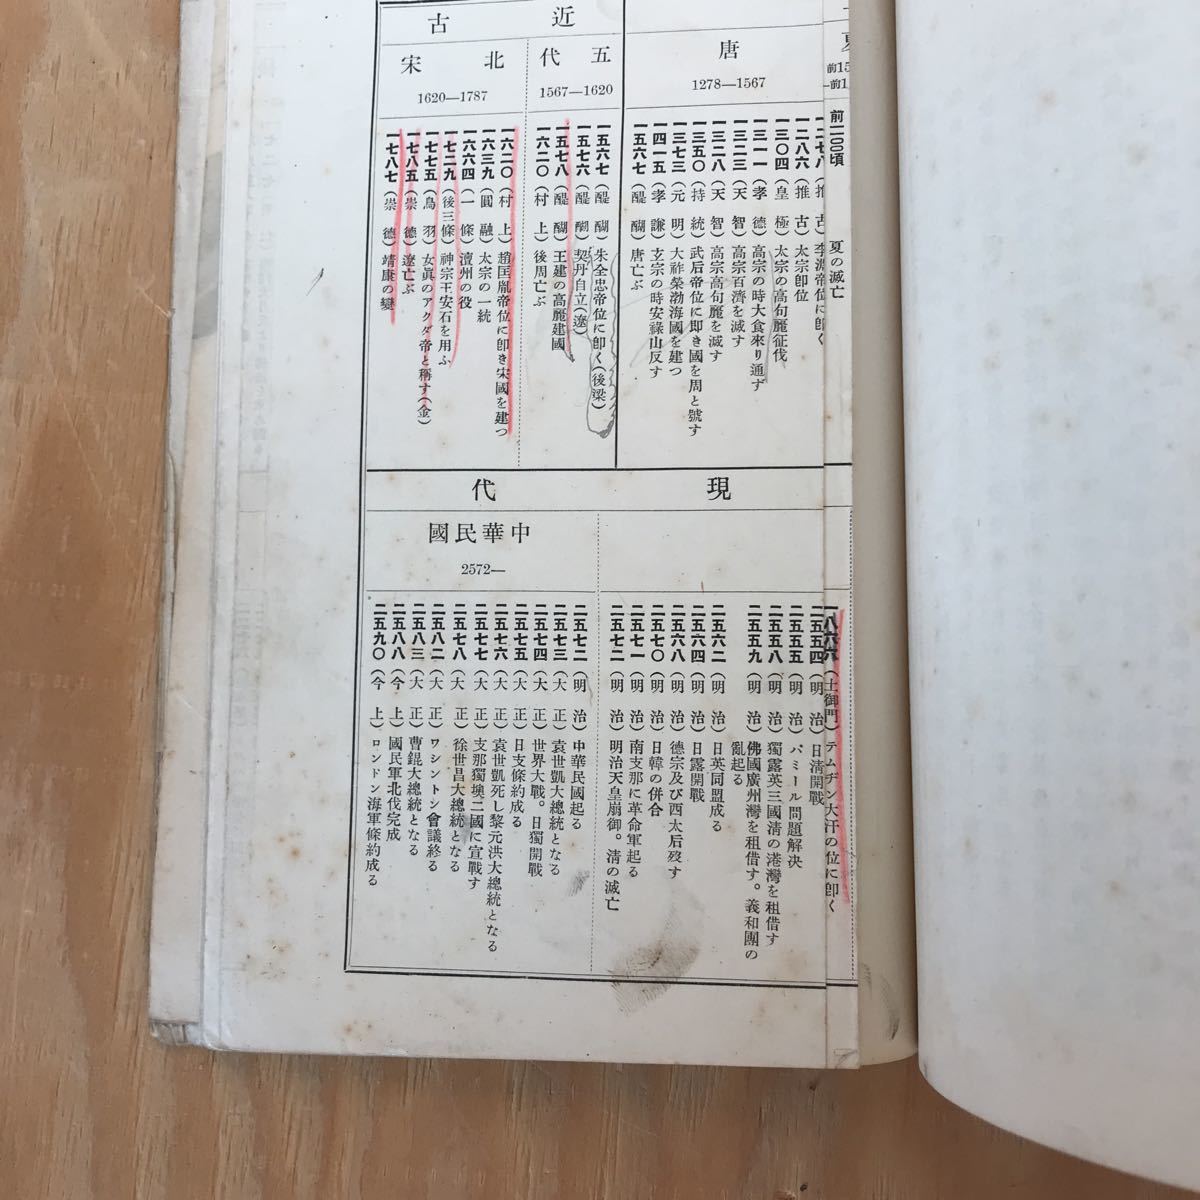 前一一〇〇頃 夏の滅亡
唐
1278—1567
一二七八(推 古)李淵帝位に卽く
一二八六(推 古)太宗卽位
一三〇四(皇 極)太宗の高句麗征伐
一三一一(孝 德)高宗の時大食來り通ず
一三二三(天 智)高宗百濟を滅す
一三二八(天 智)高宗高句麗を滅す
一三五〇(持 統)武后帝位に卽き國を周と號す
一三七三(元 明)大祚榮渤海國を建つ
一四一五(孝 謙)玄宗の時安祿山反す
一五六七(醍 醐)唐亡ぶ
近古
五代
1567—1620
一五六七(醍 醐)朱全忠帝位に卽く(後梁)
一五七六(醍 醐)契丹自立(遼)
一五七八(醍 醐)王建の高麗建國
一六二〇(村 上)後周亡ぶ
北宋
1620—1787
一六二〇(村 上)趙匡胤帝位に卽き宋國を建つ
一六三九(圓 融)太宗の一統
一六六四(一 條)澶州の役
一七二九(後三條)神宗王安石を用ふ
一七七五(鳥 羽)女眞のアクダ帝と稱す(金)
一七八五(崇 德)遼亡ぶ
一七八七(崇 德)靖康の變
現代
一八六六(土御門)テムヂン大汗の位に卽く
二五五四(明 治)日淸開戰
二五五五(明 治)パミール問題解決
二五五八(明 治)獨露英三國淸の港灣を租借す
二五五九(明 治)佛國廣州灣を租借す。義和團の
亂起る
二五六二(明 治)日英同盟成る
二五六四(明 治)日露開戰
二五六八(明 治)德宗及び西太后歿す
二五七〇(明 治)日韓の併合
二五七一(明 治)南支那に革命軍起る
二五七二(明 治)明治天皇崩御。淸の滅亡
中華民國
2572—
二五七二(明 治)中華民國起る
二五七三(大 正)袁世凱大總統となる
二五七四(大 正)世界大戰。日獨開戰
二五七五(大 正)日支條約成る
二五七六(大 正)袁世凱死し黎元洪大總統となる
二五七七(大 正)支那獨墺二國に宣戰す
二五七八(大 正)徐世昌大總統となる
二五八二(大 正)ワシントン會議終る
二五八三(大 正)曹錕大總統となる
二五八八(今 上)國民軍北伐完成
二五九〇(今 上)ロンドン海軍條約成る